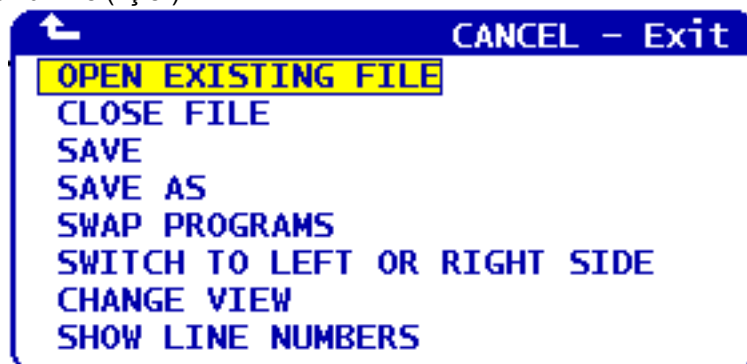 CANCEL – Exit
OPEN EXISTING FILE
CLOSE FILE
SAVE
SAVE AS
SWAP PROGRAMS
SWITCH TO LEFT OR RIGHT SIDE
CHANGE VIEW
SHOW LINE NUMBERS